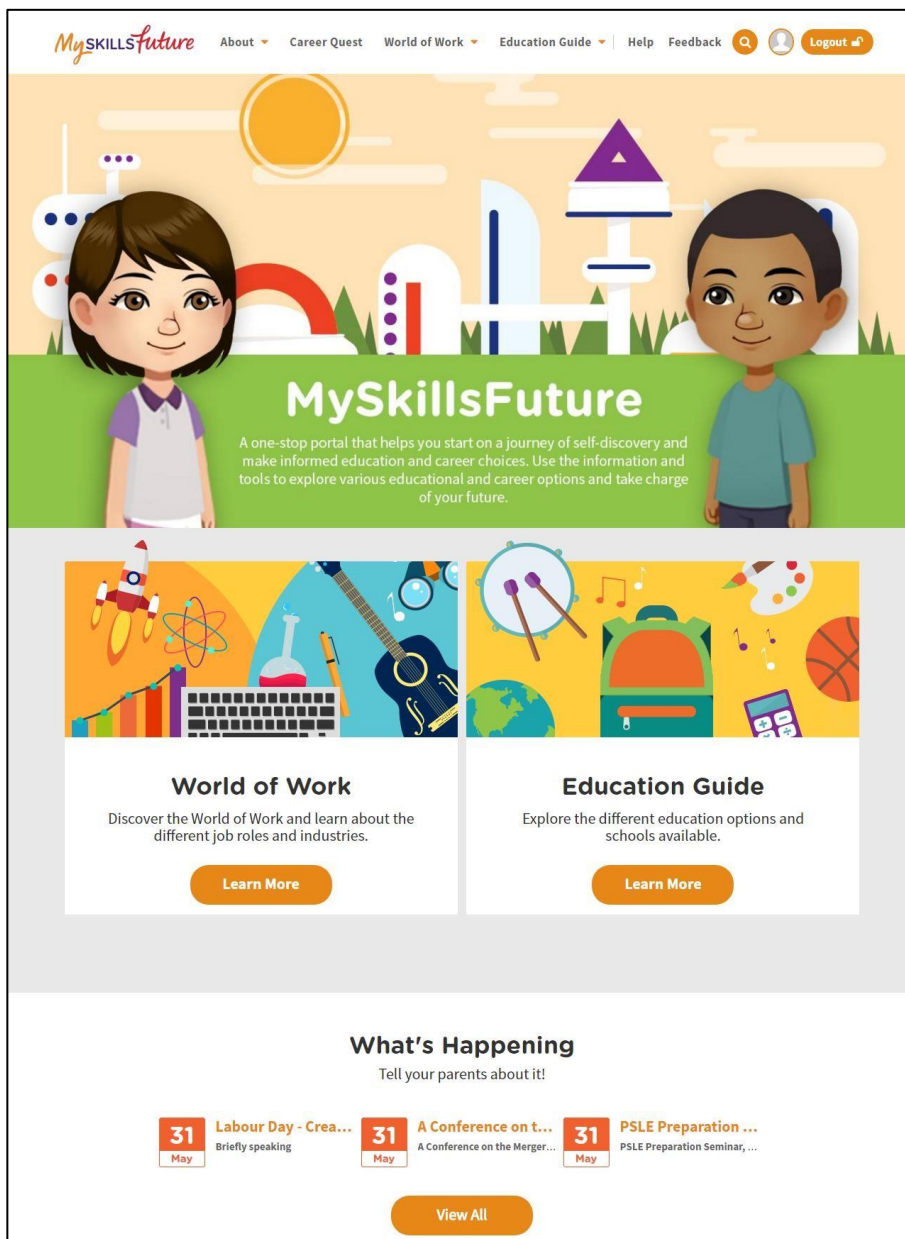 MySKILLSfuture About Career Quest World of Work Education Guide Help Feedback Logout
MySkillsFuture
A one-stop portal that helps you start on a journey of self-discovery and
make informed education and career choices. Use the information and
tools to explore various educational and career options and take charge
of your future.
World of Work
Discover the World of Work and learn about the
different job roles and industries.
Learn More
Education Guide
Explore the different education options and
schools available.
Learn More
What's Happening
Tell your parents about it!
31
May
Labour Day - Crea...
Briefly speaking
31
May
A Conference on t...
A Conference on the Merger...
31
May
PSLE Preparation ...
PSLE Preparation Seminar, ...
View All